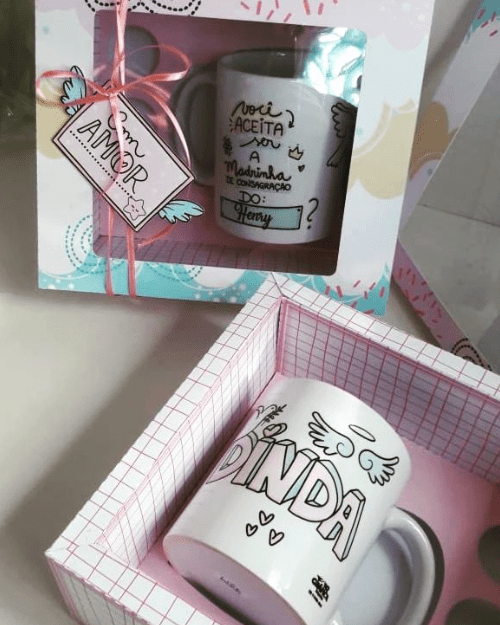 Com
AMOR
você
ACEITA
ser
A
Madrinha
DE CONSAGRAÇÃO
DO:
Henry
?
DINDA